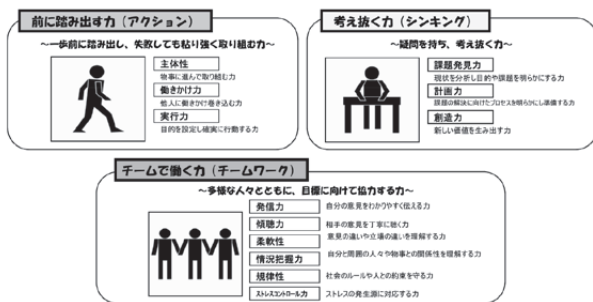 前に踏み出す力(アクション)
~一歩前に踏み出し、失敗しても粘り強く取り組む力~
主体性
物事に進んで取り組む力
働きかけ力
他人に働きかけ巻き込む力
実行力
目的を設定し確実に行動する力
考え抜く力(シンキング)
~疑問を持ち、考え抜く力~
課題発見力
現状を分析し目的や課題を明らかにする力
計画力
課題の解決に向けたプロセスを明らかにし準備する力
創造力
新しい価値を生み出す力
チームで働く力(チームワーク)
~多様な人々とともに、目標に向けて協力する力~
発信力 自分の意見をわかりやすく伝える力
傾聴力 相手の意見を丁寧に聴く力
柔軟性 意見の違いや立場の違いを理解する力
情況把握力 自分と周囲の人々や物事との関係性を理解する力
規律性 社会のルールや人との約束を守る力
ストレスコントロール力 ストレスの発生源に対応する力